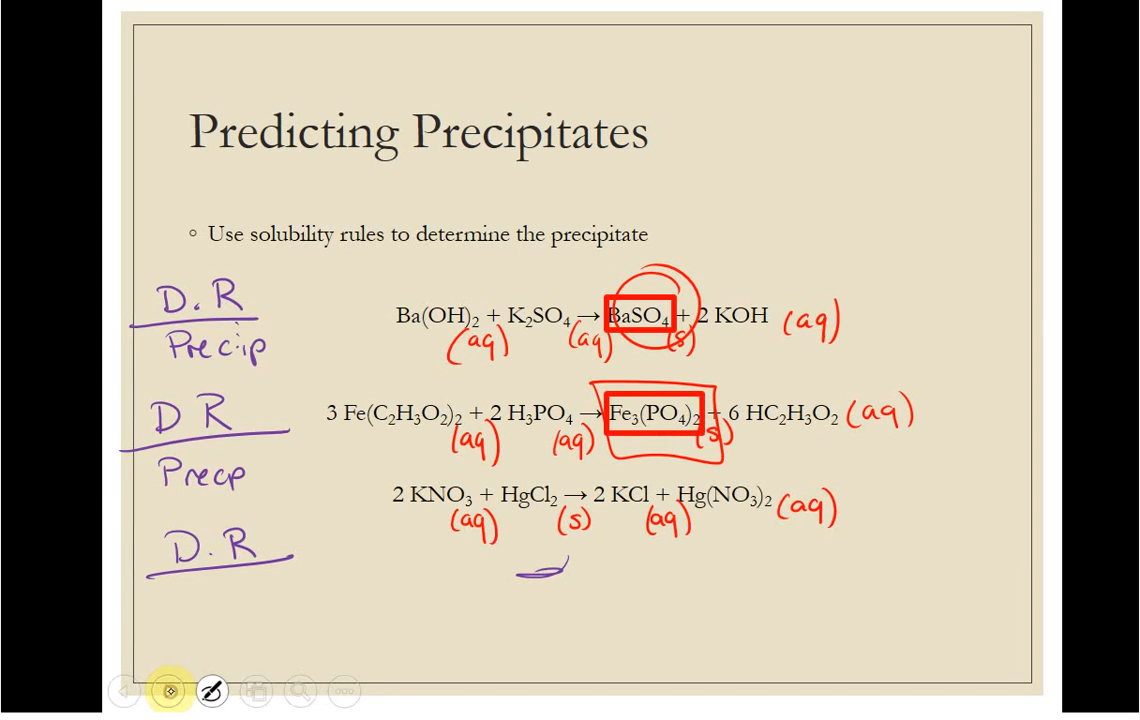 Predicting Precipitates
◦ Use solubility rules to determine the precipitate
D.R
Ba(OH)₂ + K₂SO₄ → BaSO₄ + 2 KOH (aq)
(aq) (aq) (s)
Precip
3 Fe(C₂H₃O₂)₂ + 2 H₃PO₄ → Fe₃(PO₄)₂ + 6 HC₂H₃O₂ (aq)
D R
(aq) (aq) (s)
Precp
2 KNO₃ + HgCl₂ → 2 KCl + Hg(NO₃)₂ (aq)
(aq) (s) (aq)
D.R